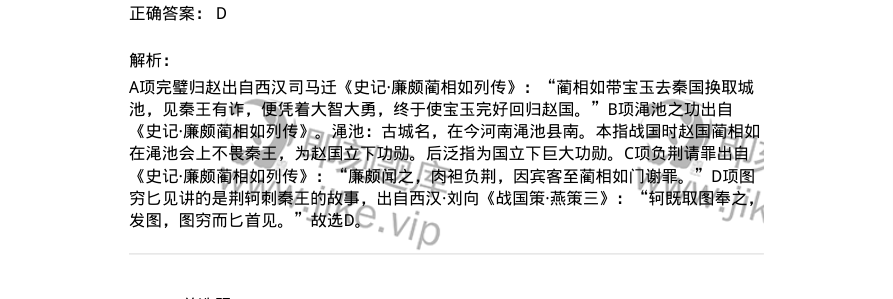 正确答案： D
解析：
A项完璧归赵出自西汉司马迁《史记·廉颇蔺相如列传》：“蔺相如带宝玉去秦国换取城
池，见秦王有诈，便凭着大智大勇，终于使宝玉完好回归赵国。”B项渑池之功出自
《史记·廉颇蔺相如列传》。渑池：古城名，在今河南渑池县南。本指战国时赵国蔺相如
在渑池会上不畏秦王，为赵国立下功勋。后泛指为国立下巨大功勋。C项负荆请罪出自
《史记·廉颇蔺相如列传》：“廉颇闻之，肉袒负荆，因宾客至蔺相如门谢罪。”D项图
穷匕见讲的是荆轲刺秦王的故事，出自西汉·刘向《战国策·燕策三》：“轲既取图奉之，
发图，图穷而匕首见。”故选D。